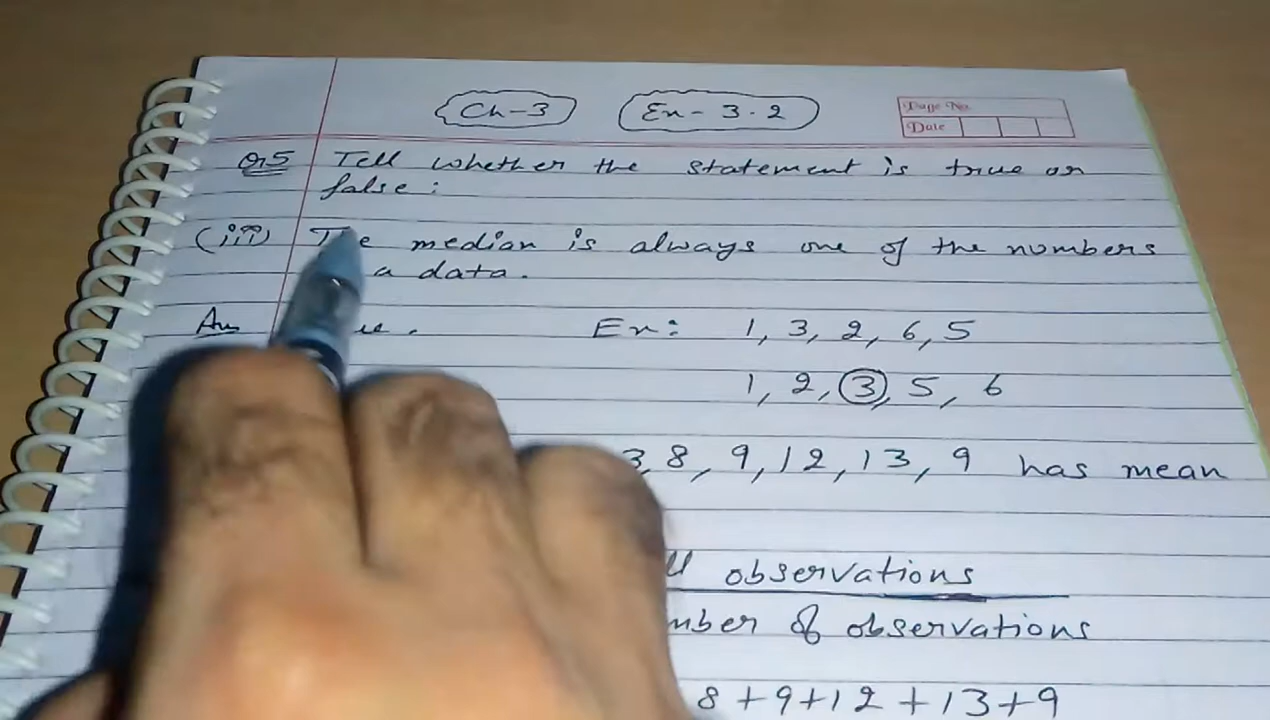 Ch-3 Ex- 3.2
Page No.
Date
Q5 Tell whether the statement is true or
false:
(iii) The median is always one of the numbers
a data.
Ans Ex: 1, 3, 2, 6, 5
1, 2, 3, 5, 6
3, 8, 9, 12, 13, 9 has mean
observations
of observations
8 + 9 + 12 + 13 + 9